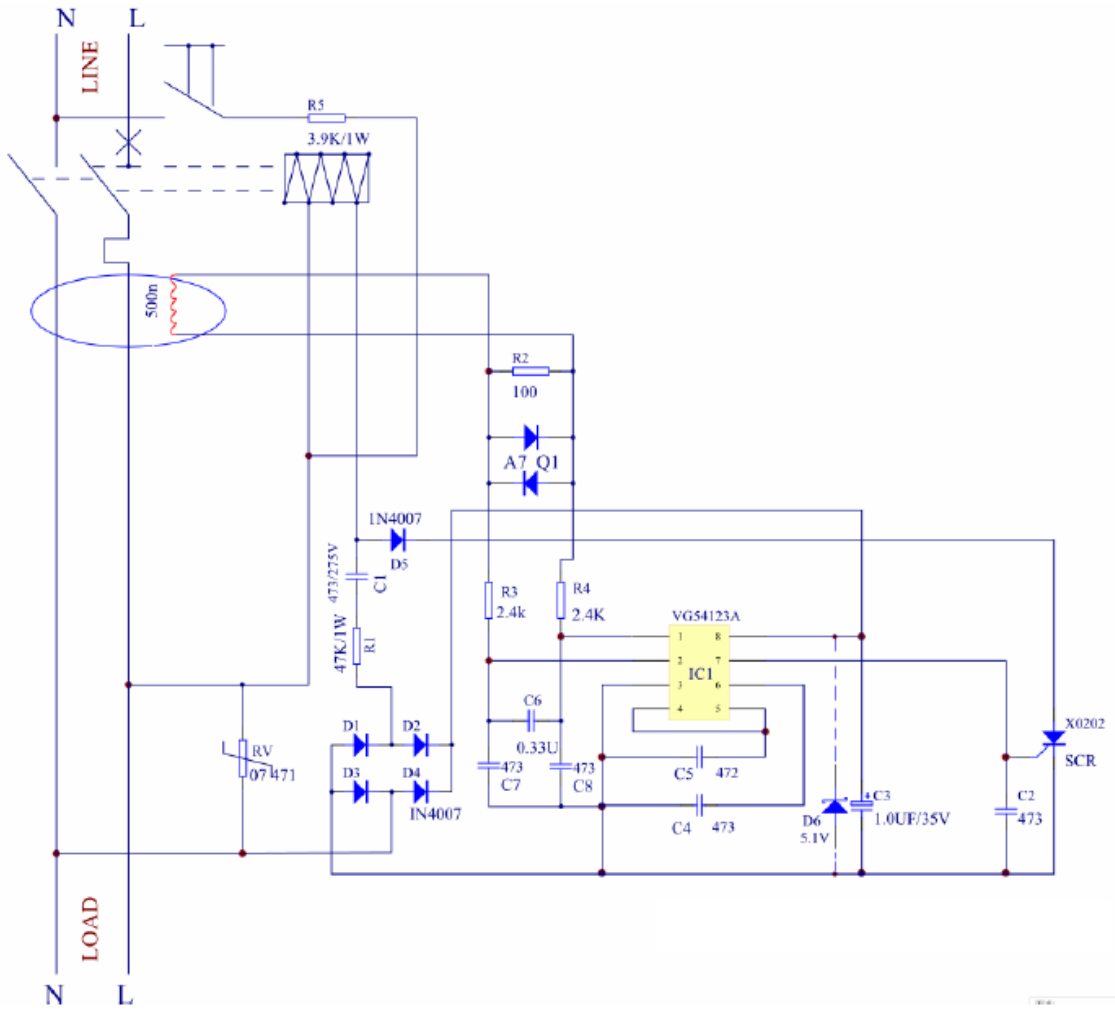 N L
LINE
R5
3.9K/1W
500n
R2
100
A7 Q1
1N4007
D5
473/275V
C1
R3
2.4k
R4
2.4K
VG54123A
47K/1W
R1
1 8
2 7
IC1
3 6
4 5
C6
0.33U
D1 D2
X0202
SCR
RV
07 471
D3 D4
IN4007
473
C7
473
C8
C5 472
C4 473
D6
5.1V
C3
1.0UF/35V
C2
473
LOAD
N L